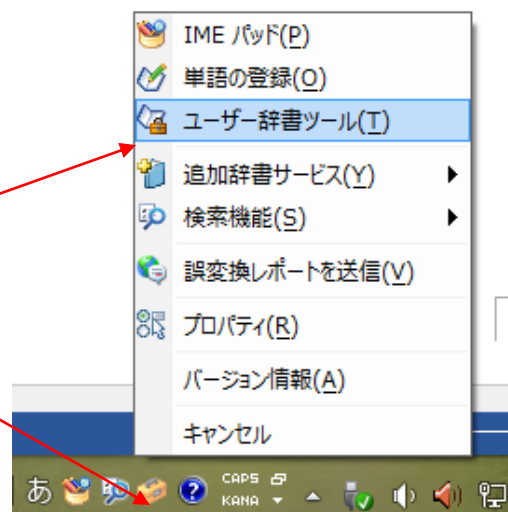 IME パッド(P)
単語の登録(O)
ユーザー辞書ツール(T)
追加辞書サービス(Y)
検索機能(S)
誤変換レポートを送信(V)
プロパティ(R)
バージョン情報(A)
キャンセル
あ CAPS
KANA